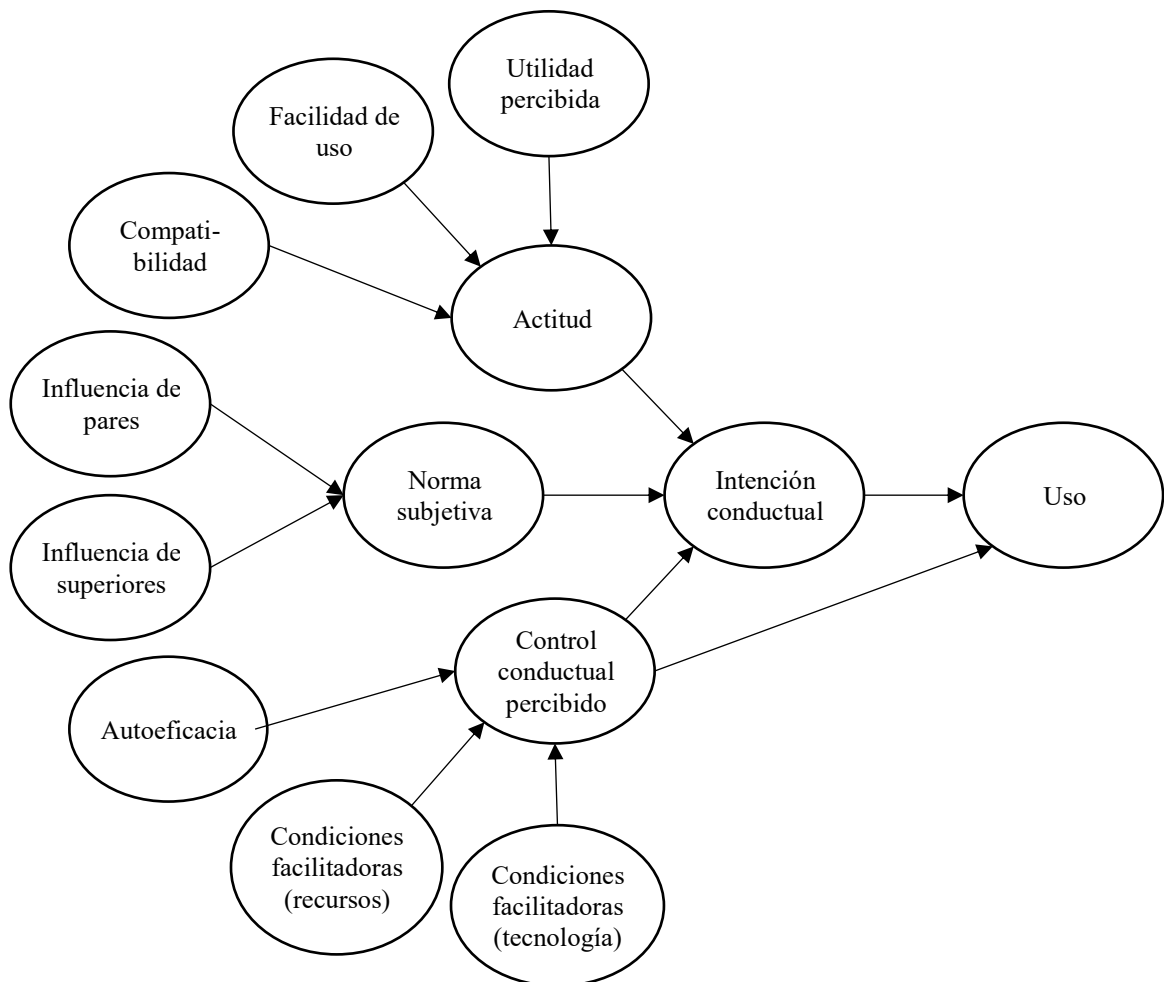 Utilidad
percibida
Facilidad de
uso
Compati-
bilidad
Actitud
Influencia de
pares
Norma
subjetiva
Intención
conductual
Uso
Influencia de
superiores
Control
conductual
percibido
Autoeficacia
Condiciones
facilitadoras
(recursos)
Condiciones
facilitadoras
(tecnología)